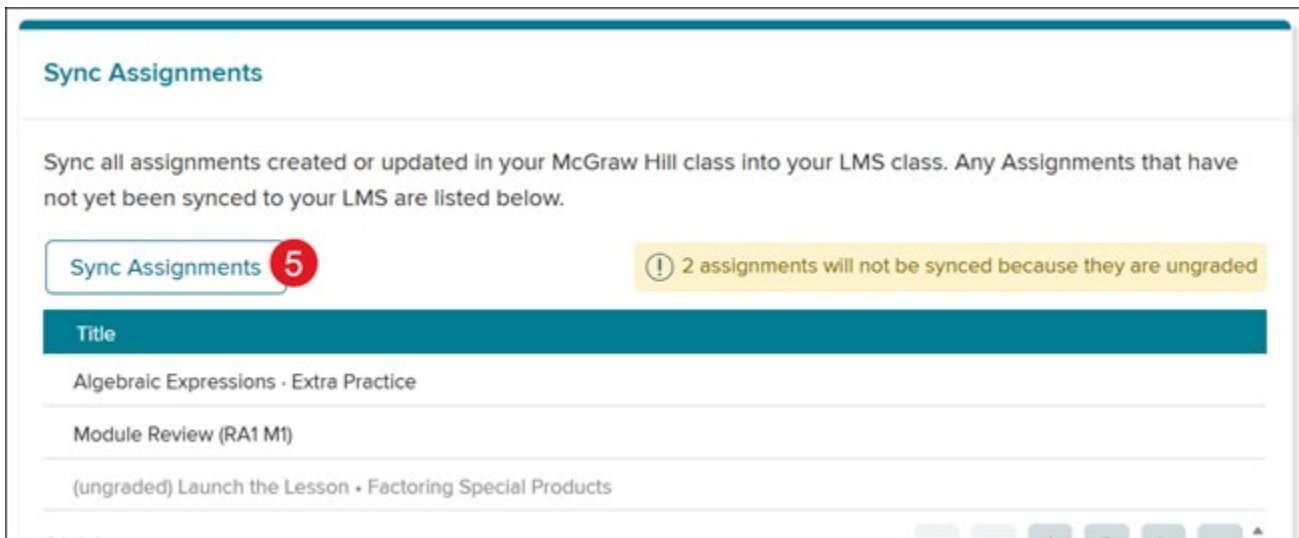 Sync Assignments
Sync all assignments created or updated in your McGraw Hill class into your LMS class. Any Assignments that have
not yet been synced to your LMS are listed below.
Sync Assignments 5
! 2 assignments will not be synced because they are ungraded
Title
Algebraic Expressions · Extra Practice
Module Review (RA1 M1)
(ungraded) Launch the Lesson • Factoring Special Products